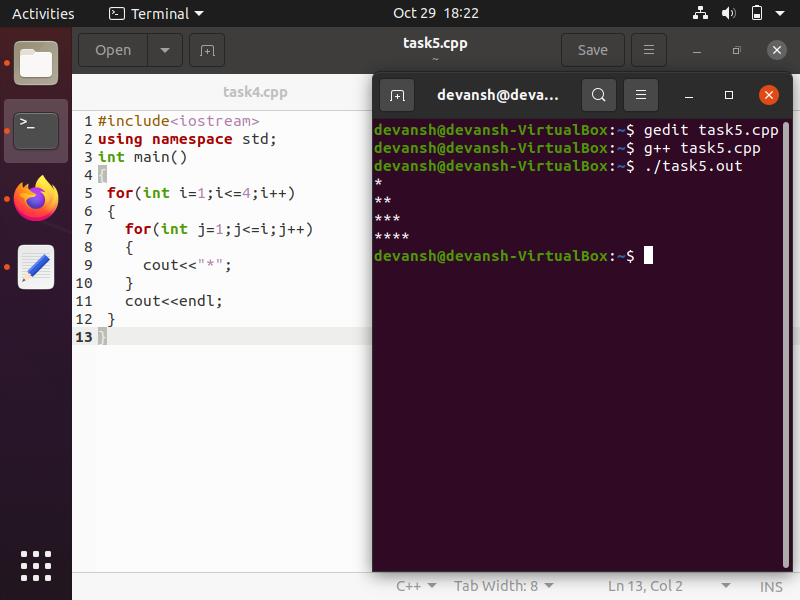 Activities Terminal Oct 29 18:22
Open task5.cpp Save
~
task4.cpp
1 #include<iostream>
2 using namespace std;
3 int main()
4 {
5  for(int i=1;i<=4;i++)
6  {
7    for(int j=1;j<=i;j++)
8    {
9      cout<<"*";
10    }
11    cout<<endl;
12  }
13 }
devansh@deva...
devansh@devansh-VirtualBox:~$ gedit task5.cpp
devansh@devansh-VirtualBox:~$ g++ task5.cpp
devansh@devansh-VirtualBox:~$ ./task5.out
*
**
***
****
devansh@devansh-VirtualBox:~$
C++ Tab Width: 8 Ln 13, Col 2 INS